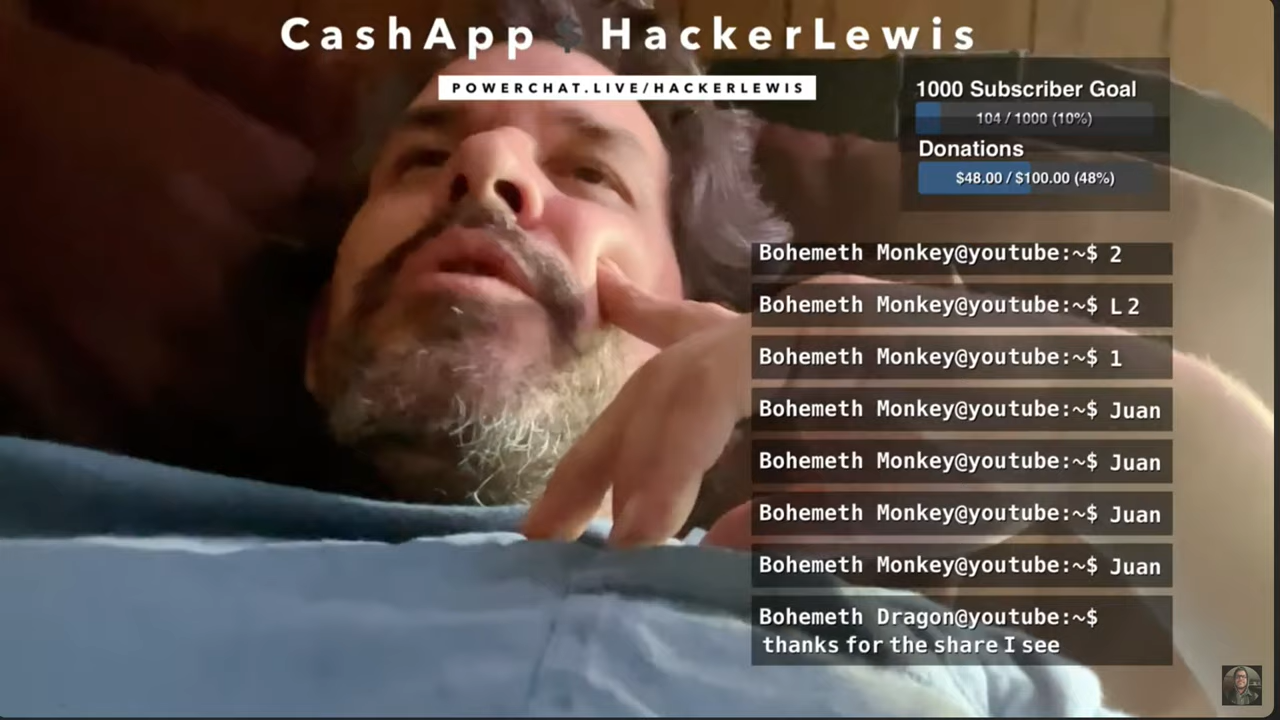 CashApp $ HackerLewis
POWERCHAT.LIVE/HACKERLEWIS
1000 Subscriber Goal
104 / 1000 (10%)
Donations
$48.00 / $100.00 (48%)
Bohemeth Monkey@youtube:~$ 2
Bohemeth Monkey@youtube:~$ L 2
Bohemeth Monkey@youtube:~$ 1
Bohemeth Monkey@youtube:~$ Juan
Bohemeth Monkey@youtube:~$ Juan
Bohemeth Monkey@youtube:~$ Juan
Bohemeth Monkey@youtube:~$ Juan
Bohemeth Dragon@youtube:~$
thanks for the share I see